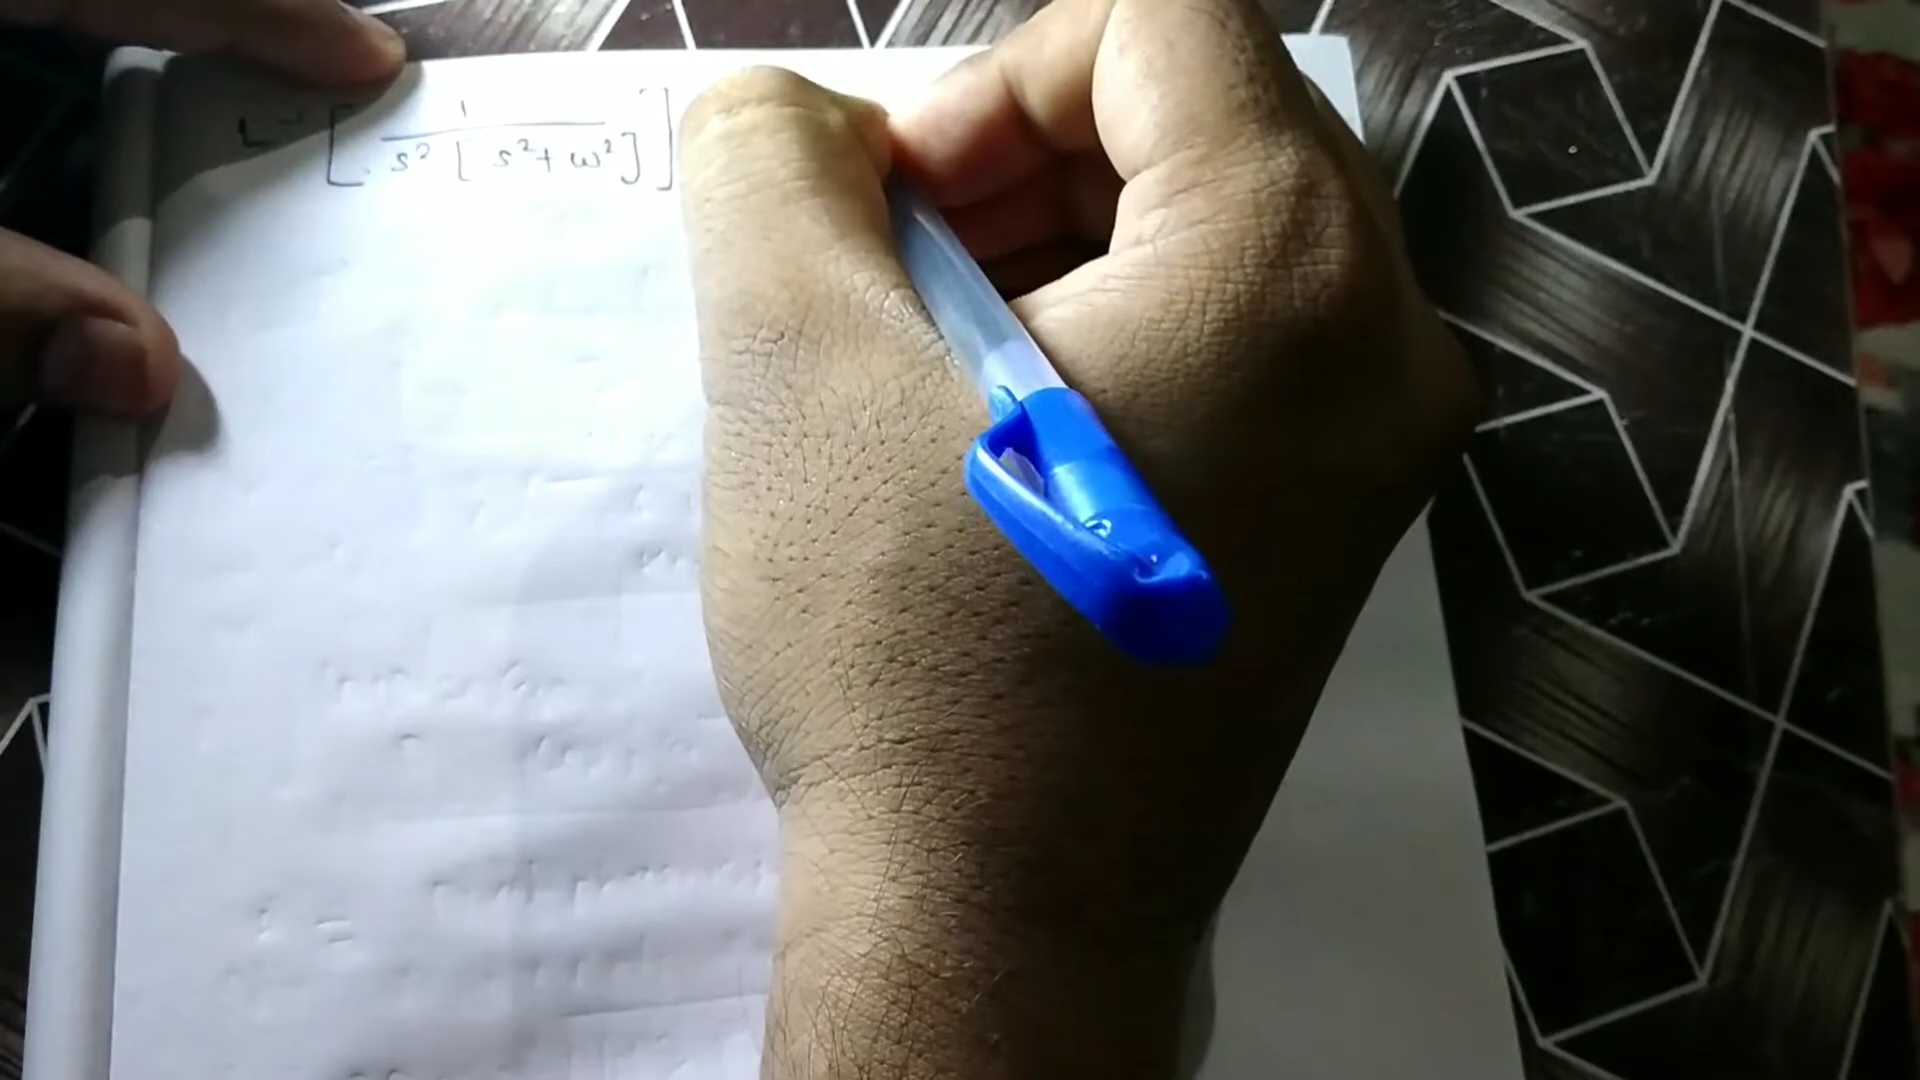 L⁻¹ [ 1 / s² [ s² + ω² ] ]